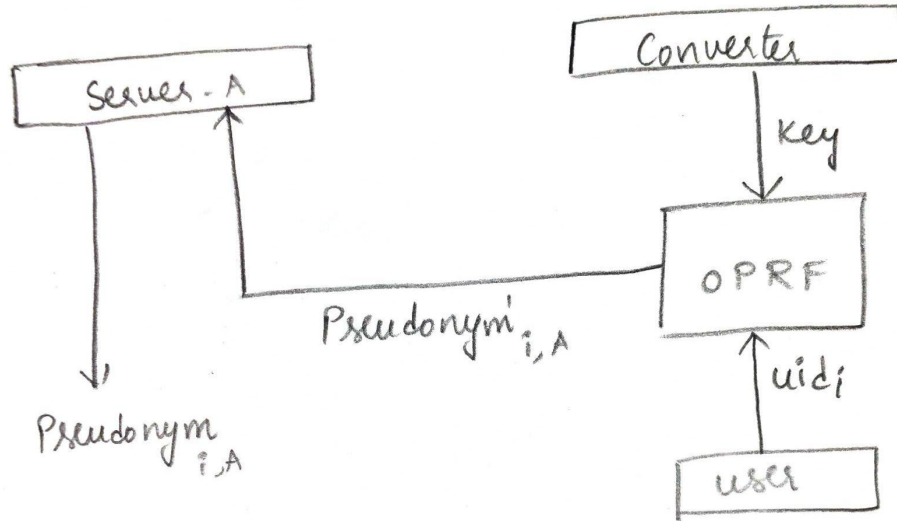 Converter
Server-A
Key
OPRF
Pseudonym'i,A
uidi
Pseudonym
i,A
user